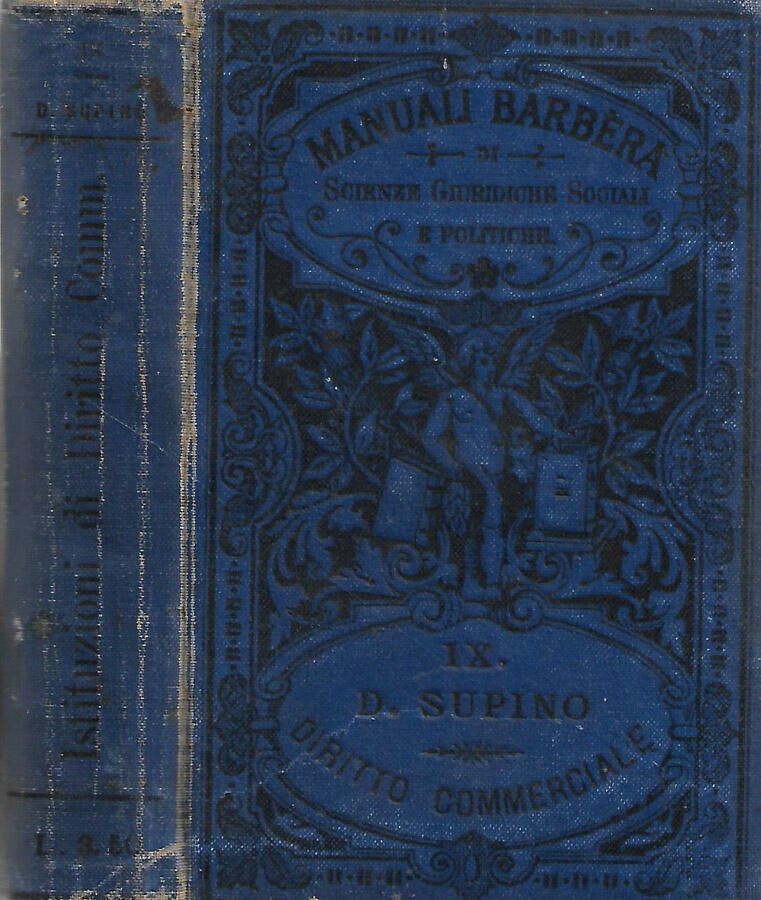 IX
D. SUPINO
Istituzioni di Diritto Comm.
L. 3.50
MANUALI BARBÈRA
DI
SCIENZE GIURIDICHE SOCIALI
E POLITICHE.
IX.
D. SUPINO
DIRITTO COMMERCIALE